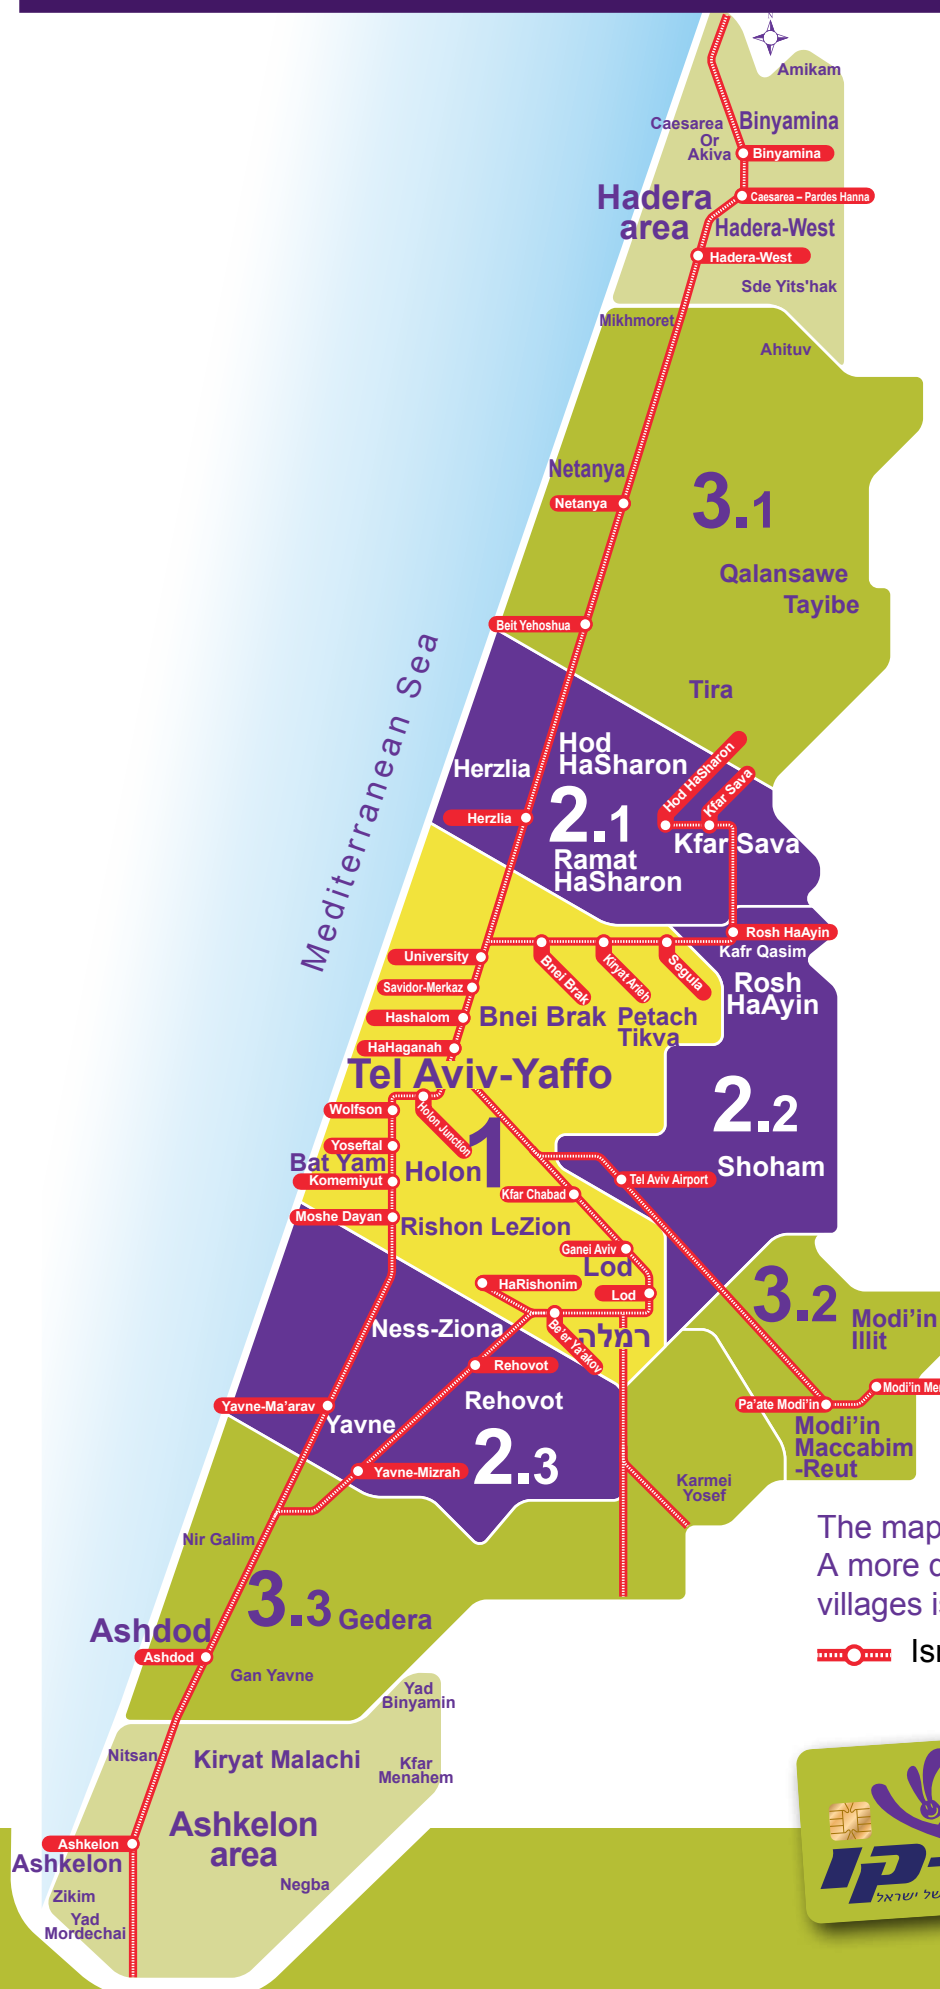 N
Amikam
Caesarea
Or
Akiva
Binyamina
Binyamina
Caesarea – Pardes Hanna
Hadera
area
Hadera-West
Hadera-West
Sde Yits'hak
Mikhmoret
Ahituv
Netanya
Netanya
3.1
Qalansawe
Tayibe
Beit Yehoshua
Tira
Mediterranean Sea
Herzlia
Hod
HaSharon
Hod HaSharon
Kfar Sava
Herzlia
2.1
Kfar Sava
Ramat
HaSharon
Rosh HaAyin
Kafr Qasim
University
Bnei Brak
Kiryat Arieh
Segula
Rosh
HaAyin
Savidor-Merkaz
Hashalom
Bnei Brak
Petach
Tikva
HaHaganah
Tel Aviv-Yaffo
2.2
Wolfson
Holon Junction
1
Yoseftal
Bat Yam
Holon
Shoham
Komemiyut
Kfar Chabad
Tel Aviv Airport
Moshe Dayan
Rishon LeZion
Ganei Aviv
Lod
HaRishonim
Lod
3.2
Modi'in
Illit
Ness-Ziona
Be'er Ya'akov
רמלה
Rehovot
Modi'in Mer
Yavne-Ma'arav
Rehovot
Pa'ate Modi'in
Yavne
Modi'in
Maccabim
-Reut
2.3
Yavne-Mizrah
Karmei
Yosef
Nir Galim
The map
A more d
villages is
3.3
Gedera
Ashdod
Ashdod
Isr
Gan Yavne
Yad
Binyamin
Nitsan
Kiryat Malachi
Kfar
Menahem
Ashkelon
area
Ashkelon
Ashkelon
Negba
Zikim
Yad
Mordechai
-קו
של ישראל